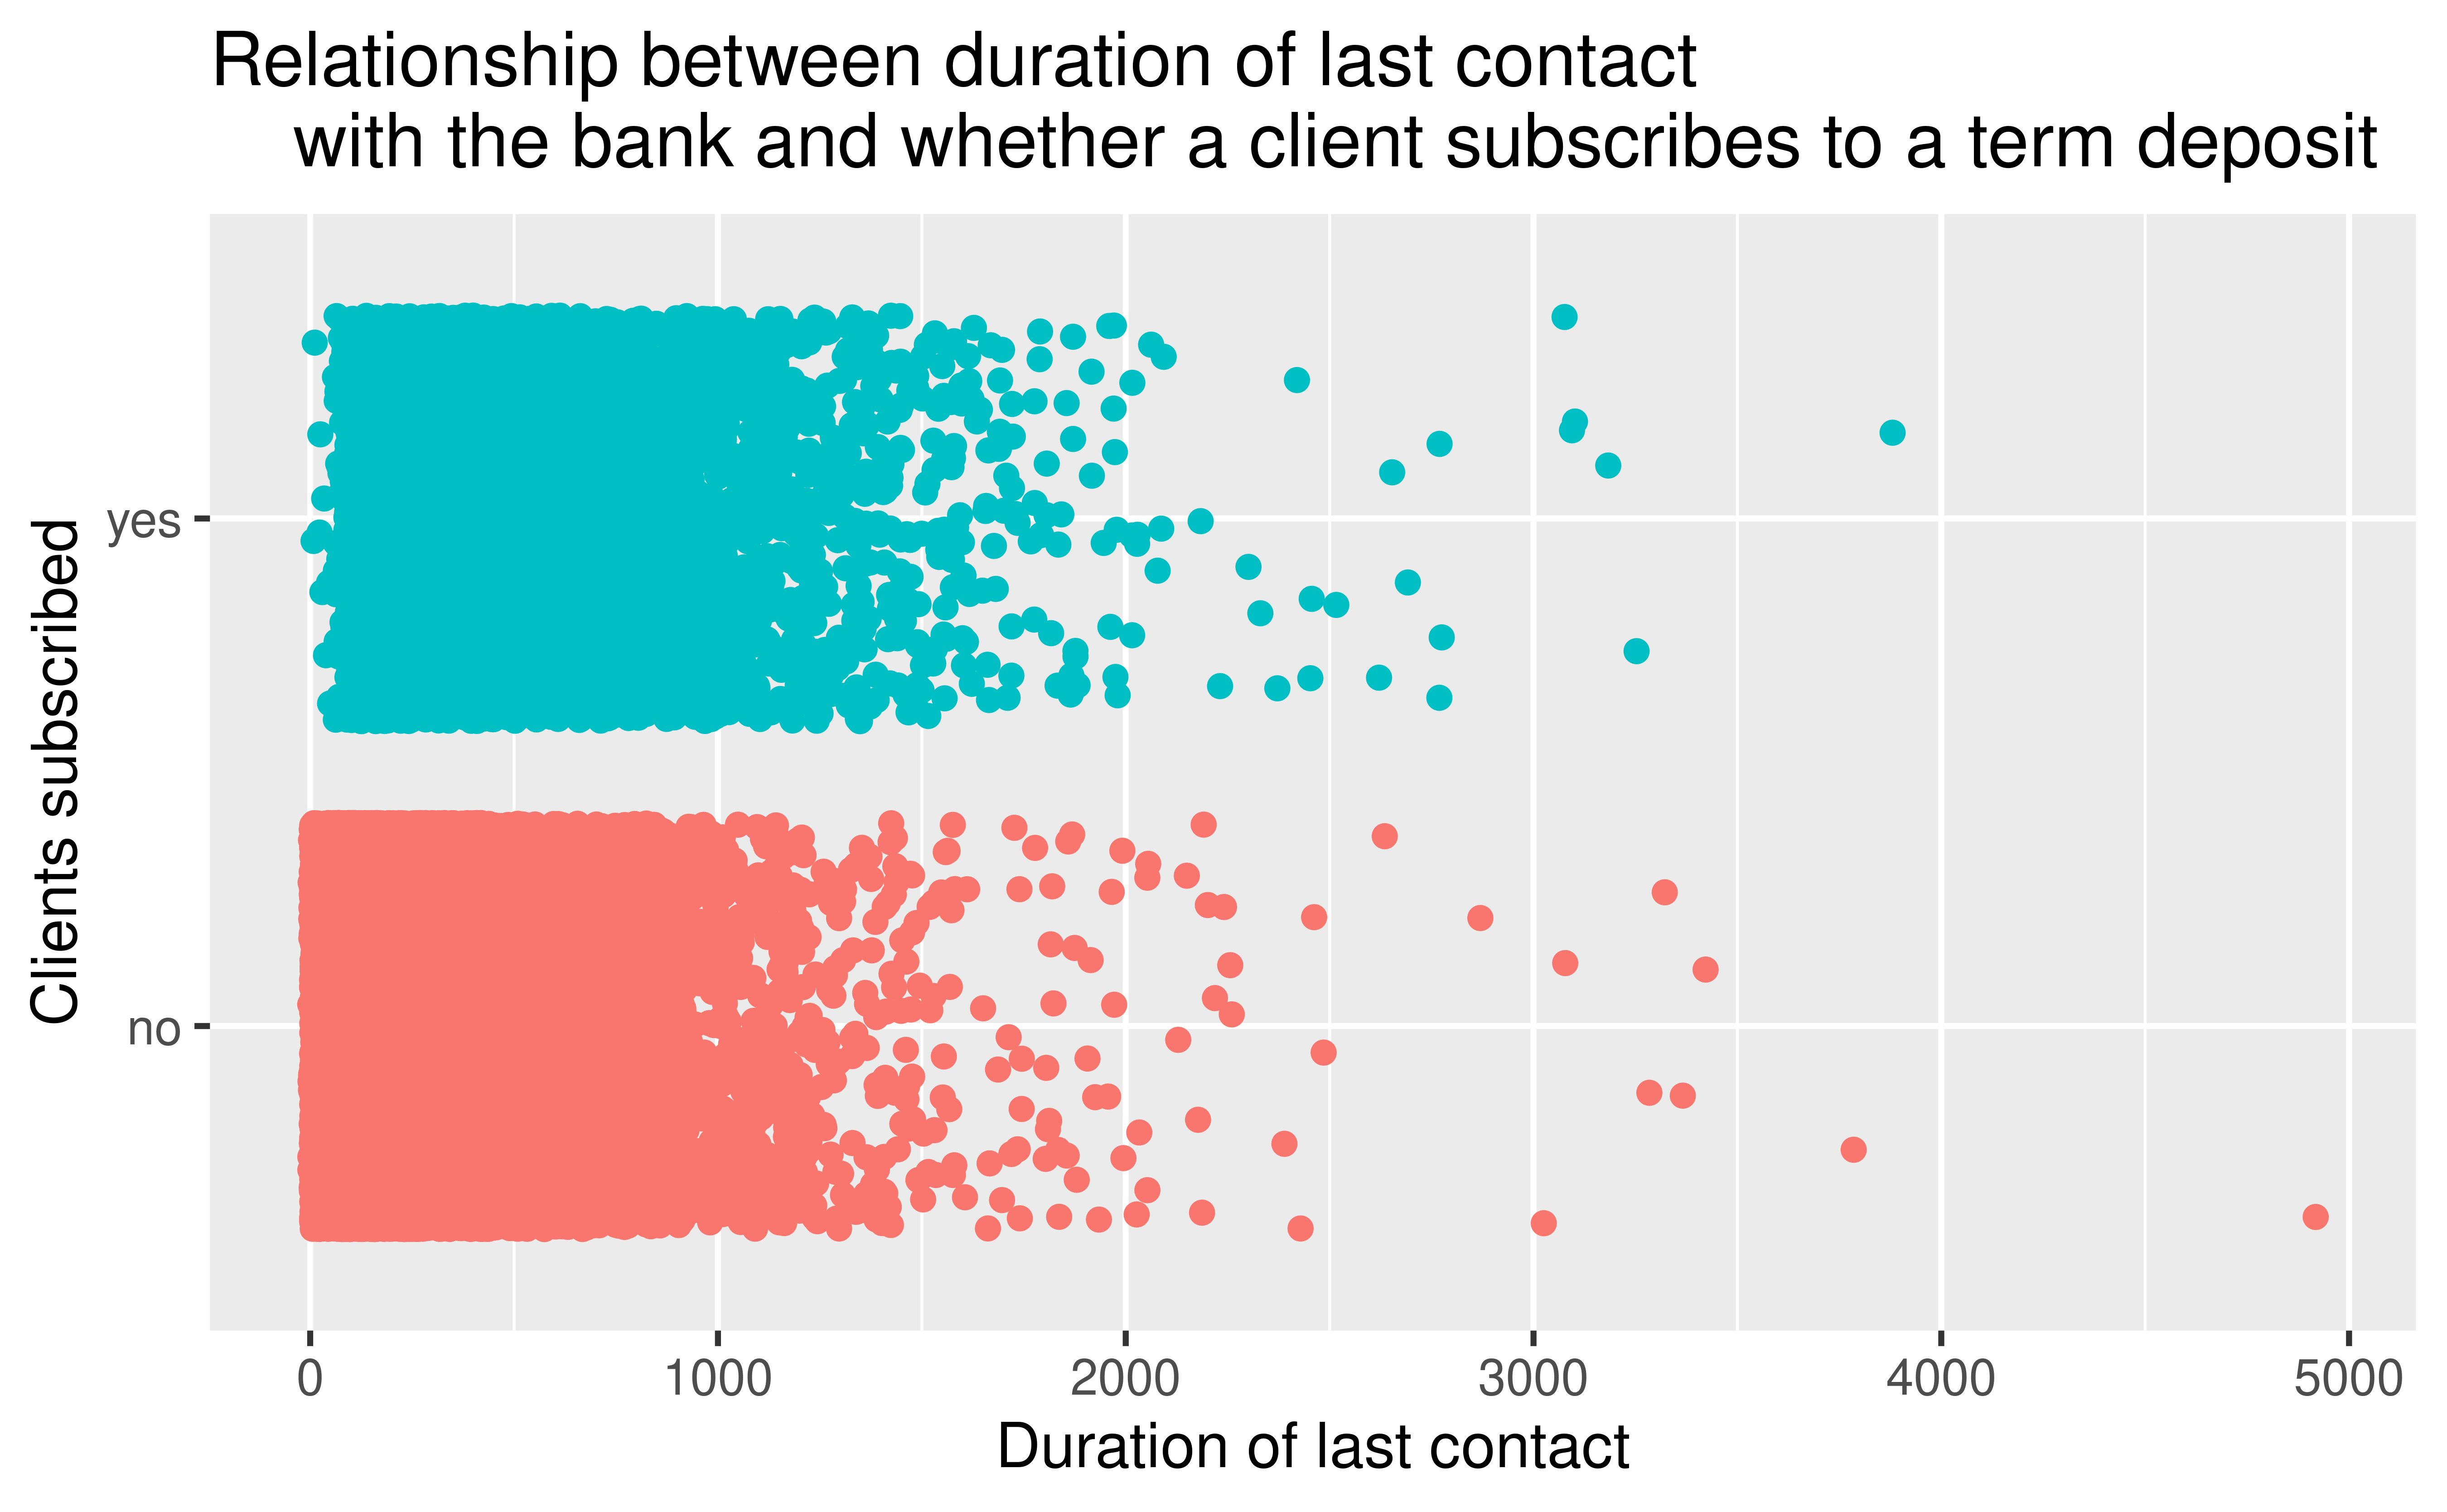 Relationship between duration of last contact
with the bank and whether a client subscribes to a term deposit
Clients subscribed
yes
no
0 1000 2000 3000 4000 5000
Duration of last contact